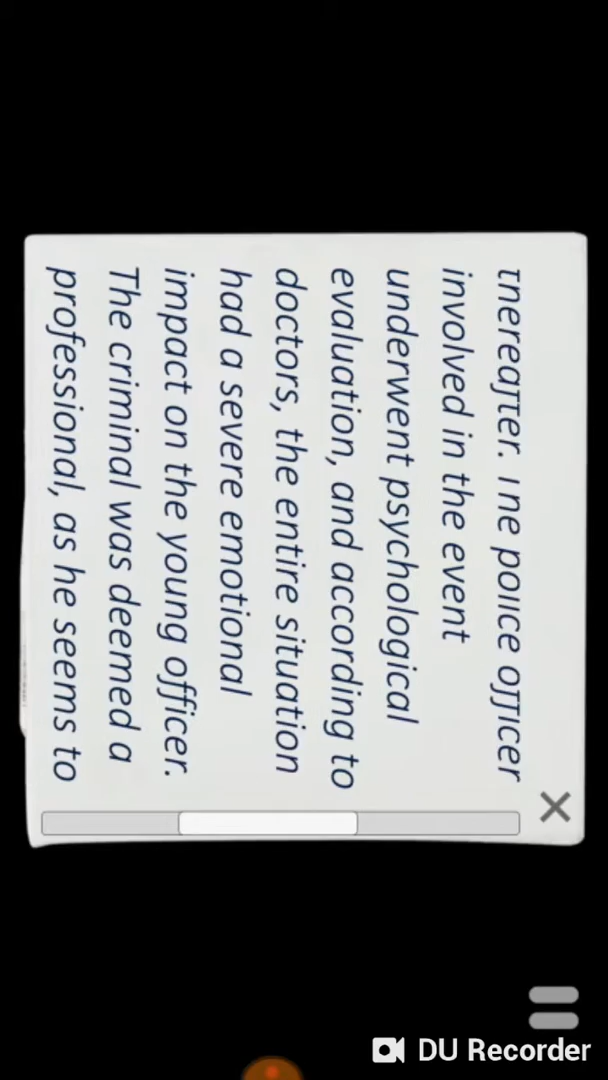 thereafter. The police officer
involved in the event
underwent psychological
evaluation, and according to
doctors, the entire situation
had a severe emotional
impact on the young officer.
The criminal was deemed a
professional, as he seems to
DU Recorder